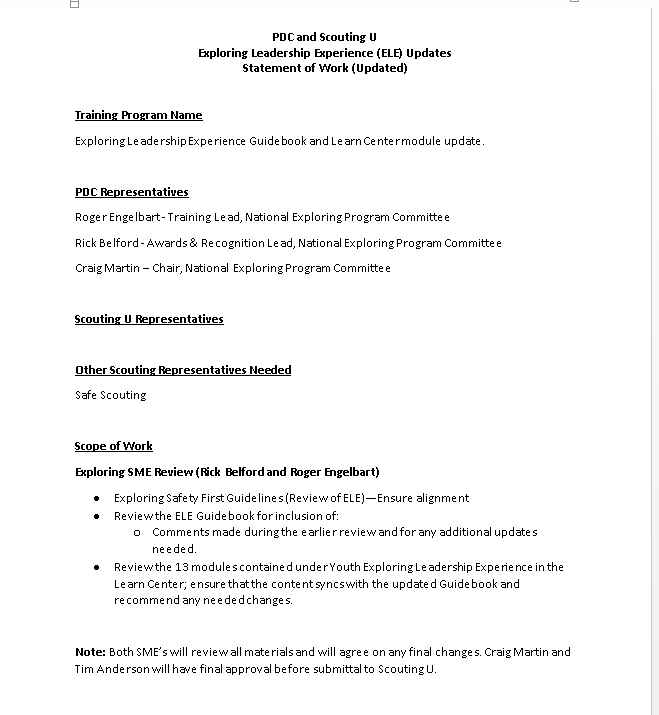 PDC and Scouting U
Exploring Leadership Experience (ELE) Updates
Statement of Work (Updated)
Training Program Name
Exploring Leadership Experience Guidebook and Learn Center module update.
PDC Representatives
Roger Engelbart- Training Lead, National Exploring Program Committee
Rick Belford- Awards & Recognition Lead, National Exploring Program Committee
Craig Martin – Chair, National Exploring Program Committee
Scouting U Representatives
Other Scouting Representatives Needed
Safe Scouting
Scope of Work
Exploring SME Review (Rick Belford and Roger Engelbart)
● Exploring Safety First Guidelines (Review of ELE)—Ensure alignment
● Review the ELE Guidebook for inclusion of:
o Comments made during the earlier review and for any additional updates
needed.
● Review the 13 modules contained under Youth Exploring Leadership Experience in the
Learn Center; ensure that the content syncs with the updated Guidebook and
recommend any needed changes.
Note: Both SME's will review all materials and will agree on any final changes. Craig Martin and
Tim Anderson will have final approval before submittal to Scouting U.